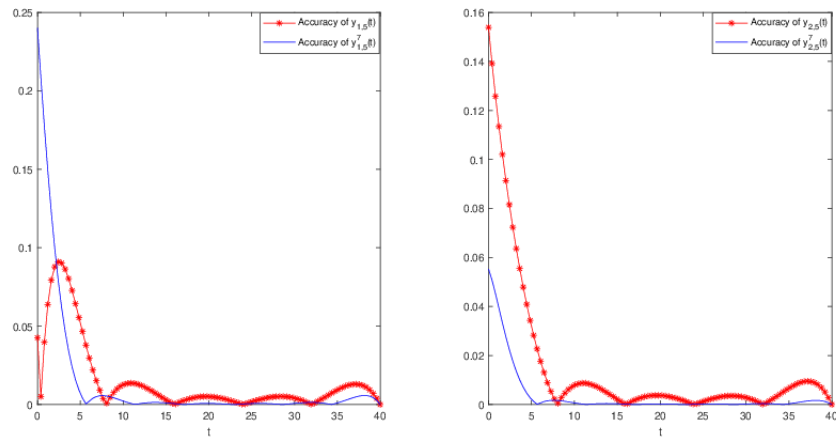 0.25
0.2
0.15
0.1
0.05
0
0 5 10 15 20 25 30 35 40
t
Accuracy of y1,5(t)
Accuracy of y^7_1,5(t)
0.16
0.14
0.12
0.1
0.08
0.06
0.04
0.02
0
0 5 10 15 20 25 30 35 40
t
Accuracy of y2,5(t)
Accuracy of y^7_2,5(t)